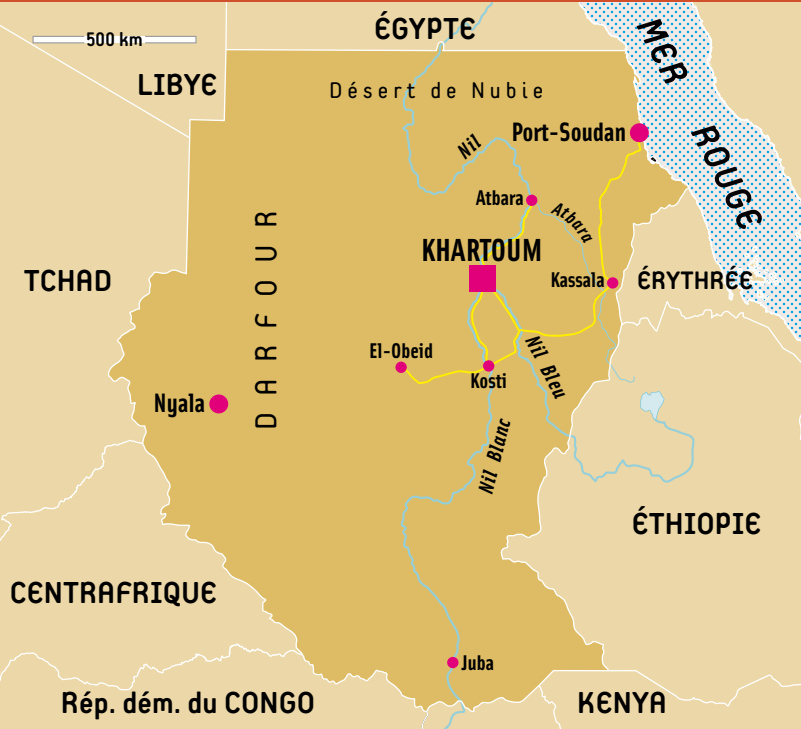 ÉGYPTE
500 km
LIBYE
MER
ROUGE
Désert de Nubie
Port-Soudan
Nil
Atbara
Atbara
DARFOUR
KHARTOUM
TCHAD
Kassala
ÉRYTHRÉE
El-Obeid
Kosti
Nil Bleu
Nyala
Nil Blanc
ÉTHIOPIE
CENTRAFRIQUE
Juba
Rép. dém. du CONGO
KENYA